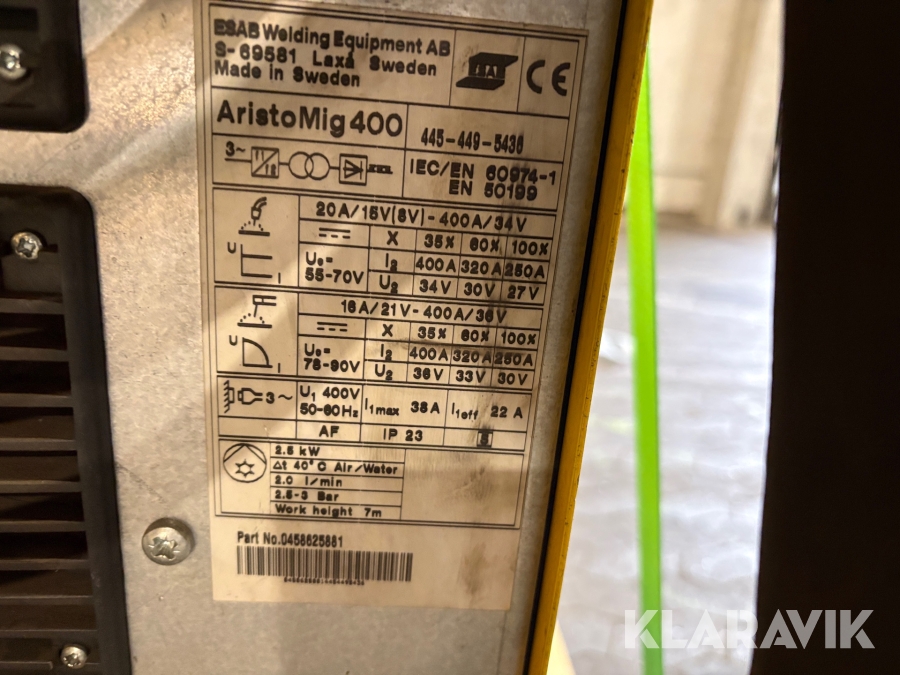 ESAB Welding Equipment AB
S-69581 Laxå Sweden
Made in Sweden
ESAB
CE
AristoMig 400
445-449-5436
3~
IEC/EN 60974-1
EN 50199
20A/15V(8V)-400A/34V
X 35% 60% 100%
U₀=
55-70V
I₂ 400A 320A 250A
U₂ 34V 30V 27V
U
I
16A/21V-400A/36V
X 35% 60% 100%
U₀=
78-90V
I₂ 400A 320A 250A
U₂ 36V 33V 30V
U
I
3~
U₁ 400V
50-60Hz
I₁max 36A
I₁eff 22 A
AF IP 23 S
2.5 kW
Δt 40°C Air/Water
2.0 l/min
2.5-3 Bar
Work height 7m
Part No.0458625881
KLARAVIK